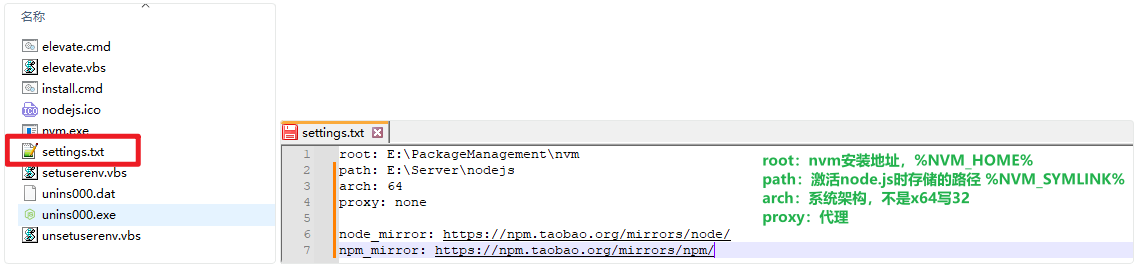 名称
elevate.cmd
elevate.vbs
install.cmd
nodejs.ico
nvm.exe
settings.txt
setuserenv.vbs
unins000.dat
unins000.exe
unsetuserenv.vbs
settings.txt
1 root: E:\PackageManagement\nvm
2 path: E:\Server\nodejs
3 arch: 64
4 proxy: none
5
6 node_mirror: https://npm.taobao.org/mirrors/node/
7 npm_mirror: https://npm.taobao.org/mirrors/npm/
root：nvm安装地址，%NVM_HOME%
path：激活node.js时存储的路径 %NVM_SYMLINK%
arch：系统架构，不是x64写32
proxy：代理